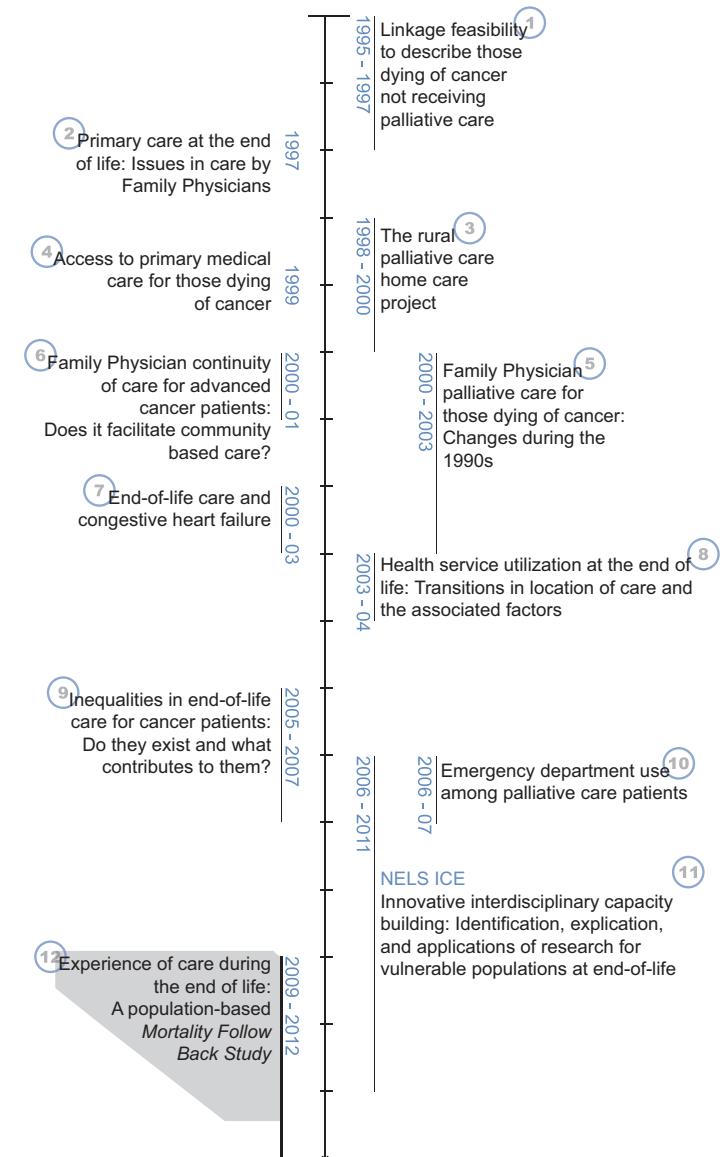 1
1995 - 1997
Linkage feasibility
to describe those
dying of cancer
not receiving
palliative care
2
1997
Primary care at the end
of life: Issues in care by
Family Physicians
3
1998 - 2000
The rural
palliative care
home care
project
4
1999
Access to primary medical
care for those dying
of cancer
5
2000 - 2003
Family Physician
palliative care for
those dying of cancer:
Changes during the
1990s
6
2000 - 01
Family Physician continuity
of care for advanced
cancer patients:
Does it facilitate community
based care?
7
2000 - 03
End-of-life care and
congestive heart failure
8
2003 - 04
Health service utilization at the end of
life: Transitions in location of care and
the associated factors
9
2005 - 2007
Inequalities in end-of-life
care for cancer patients:
Do they exist and what
contributes to them?
10
2006 - 07
Emergency department use
among palliative care patients
11
2006 - 2011
NELS ICE
Innovative interdisciplinary capacity
building: Identification, explication,
and applications of research for
vulnerable populations at end-of-life
12
2009 - 2012
Experience of care during
the end of life:
A population-based
Mortality Follow
Back Study